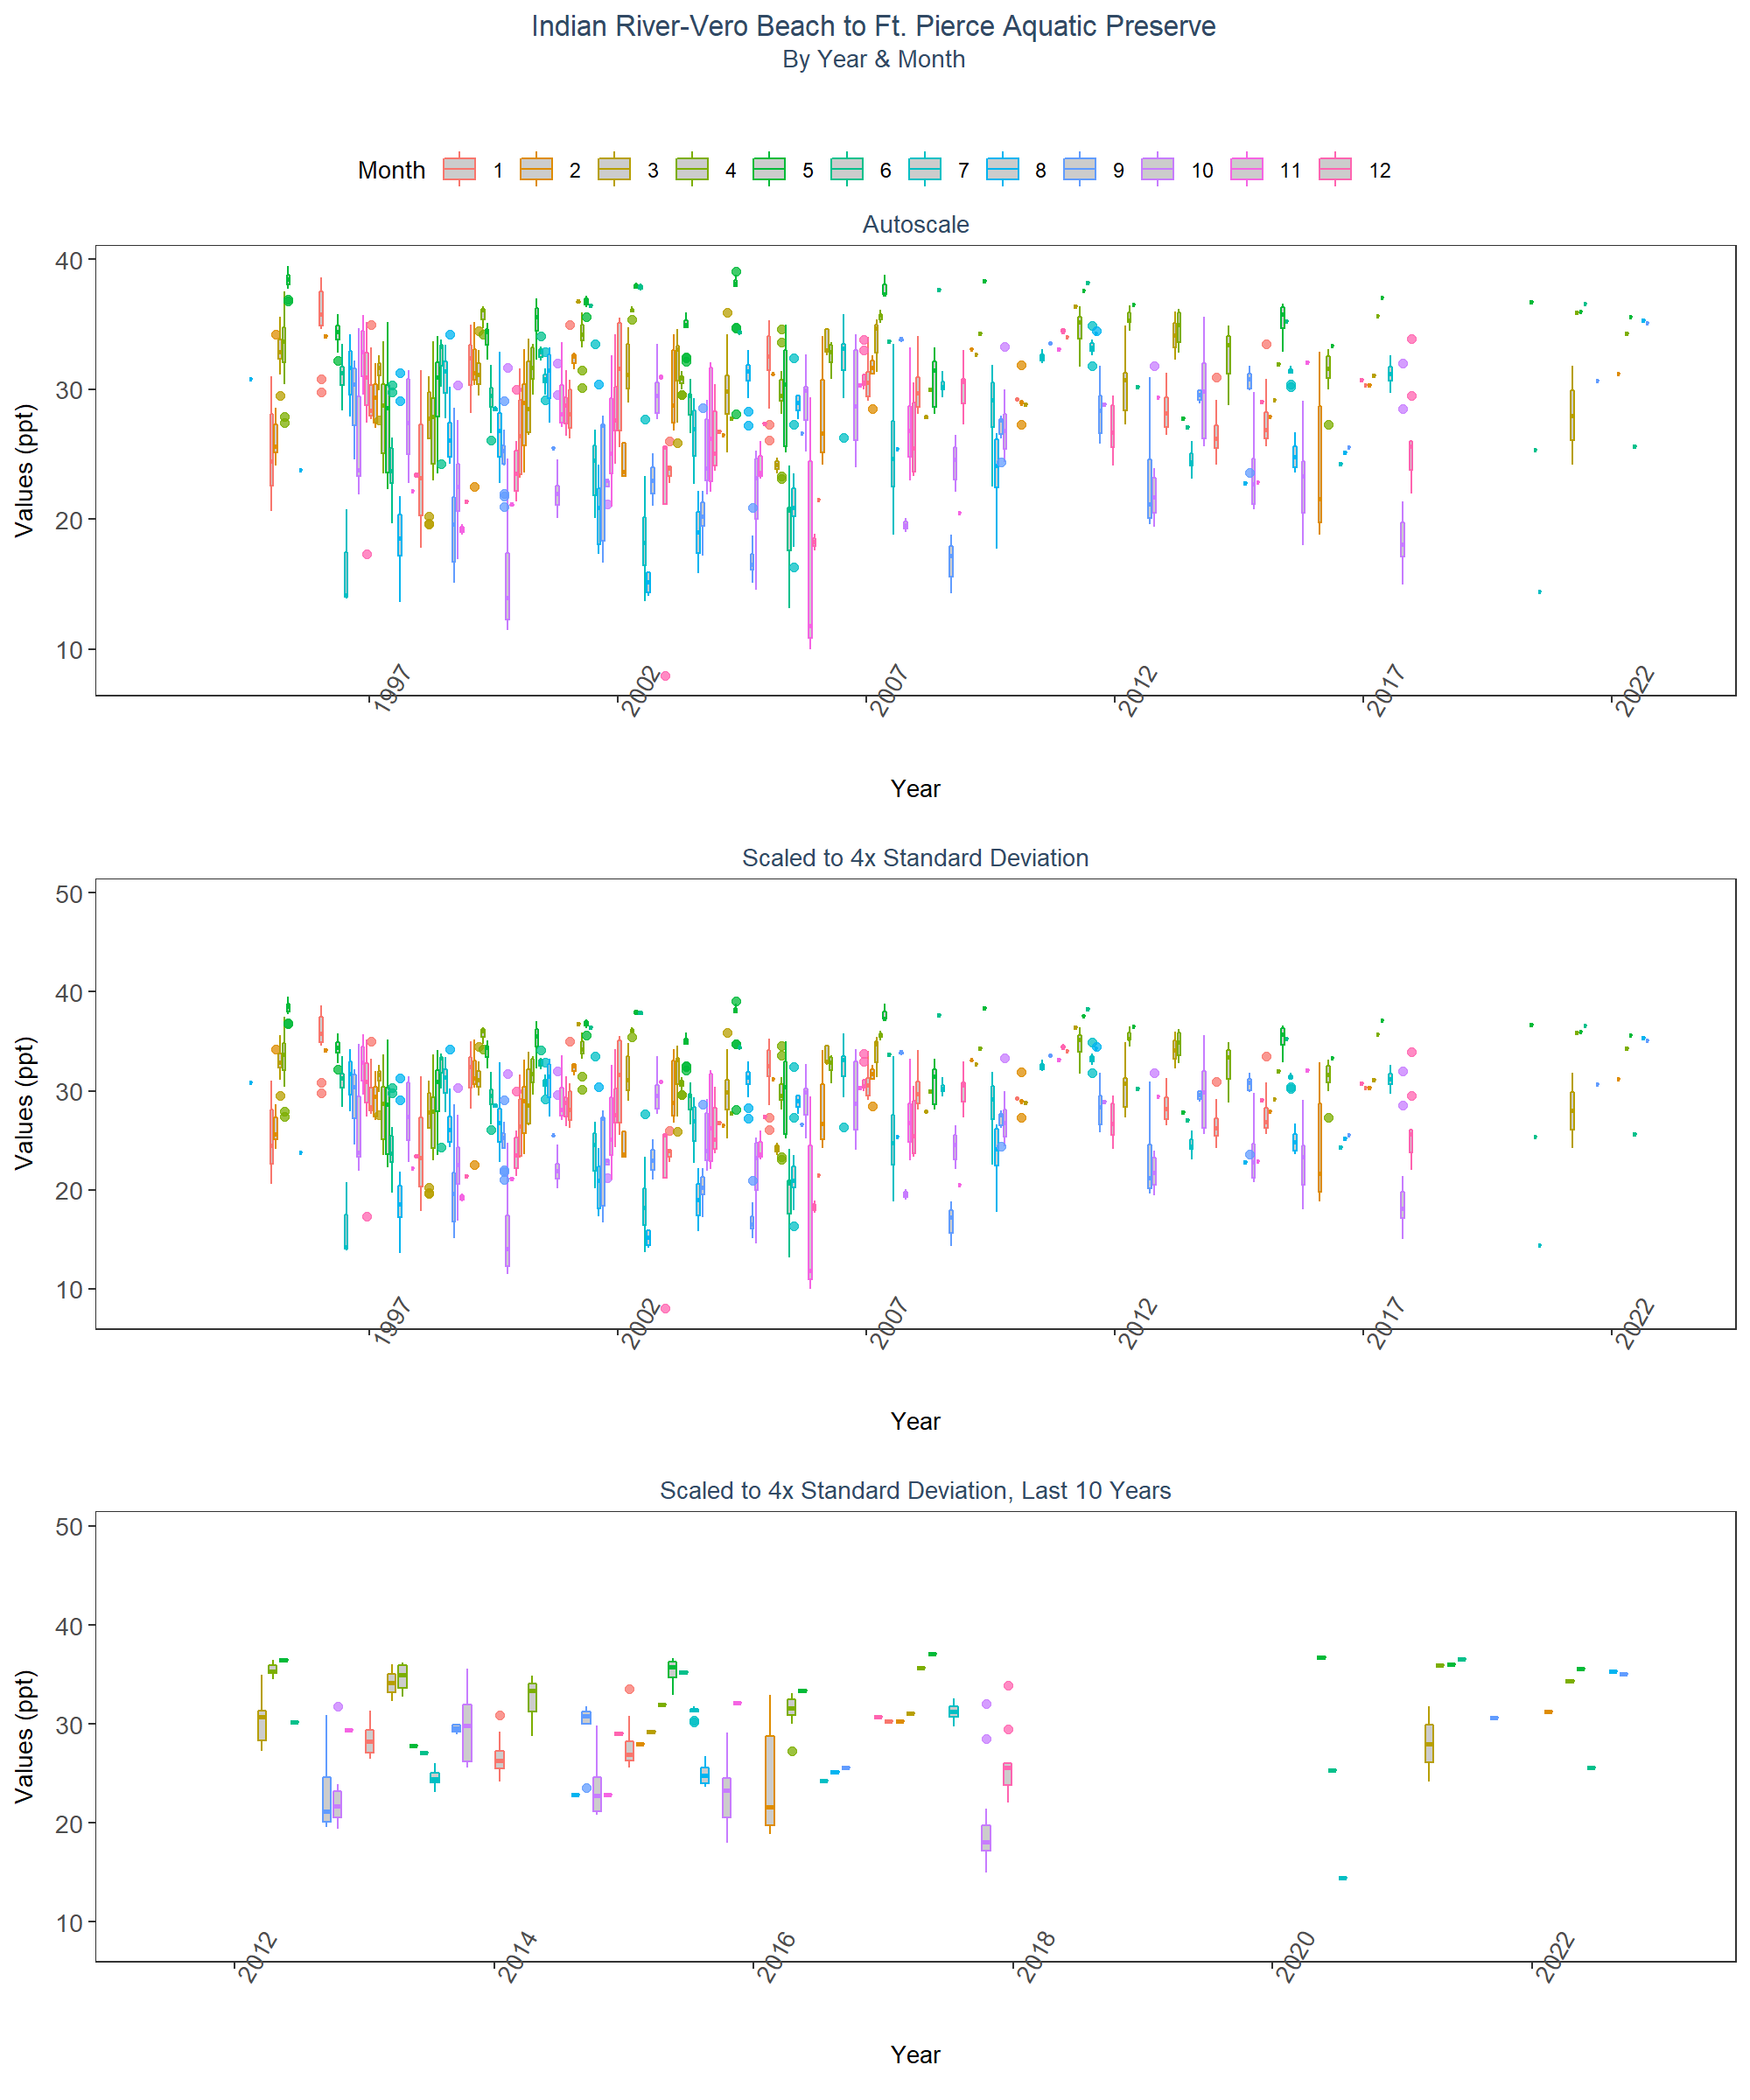 Indian River-Vero Beach to Ft. Pierce Aquatic Preserve
By Year & Month
Month 1 2 3 4 5 6 7 8 9 10 11 12
Autoscale
Values (ppt)
40
30
20
10
1997 2002 2007 2012 2017 2022
Year
Scaled to 4x Standard Deviation
Values (ppt)
50
40
30
20
10
1997 2002 2007 2012 2017 2022
Year
Scaled to 4x Standard Deviation, Last 10 Years
Values (ppt)
50
40
30
20
10
2012 2014 2016 2018 2020 2022
Year